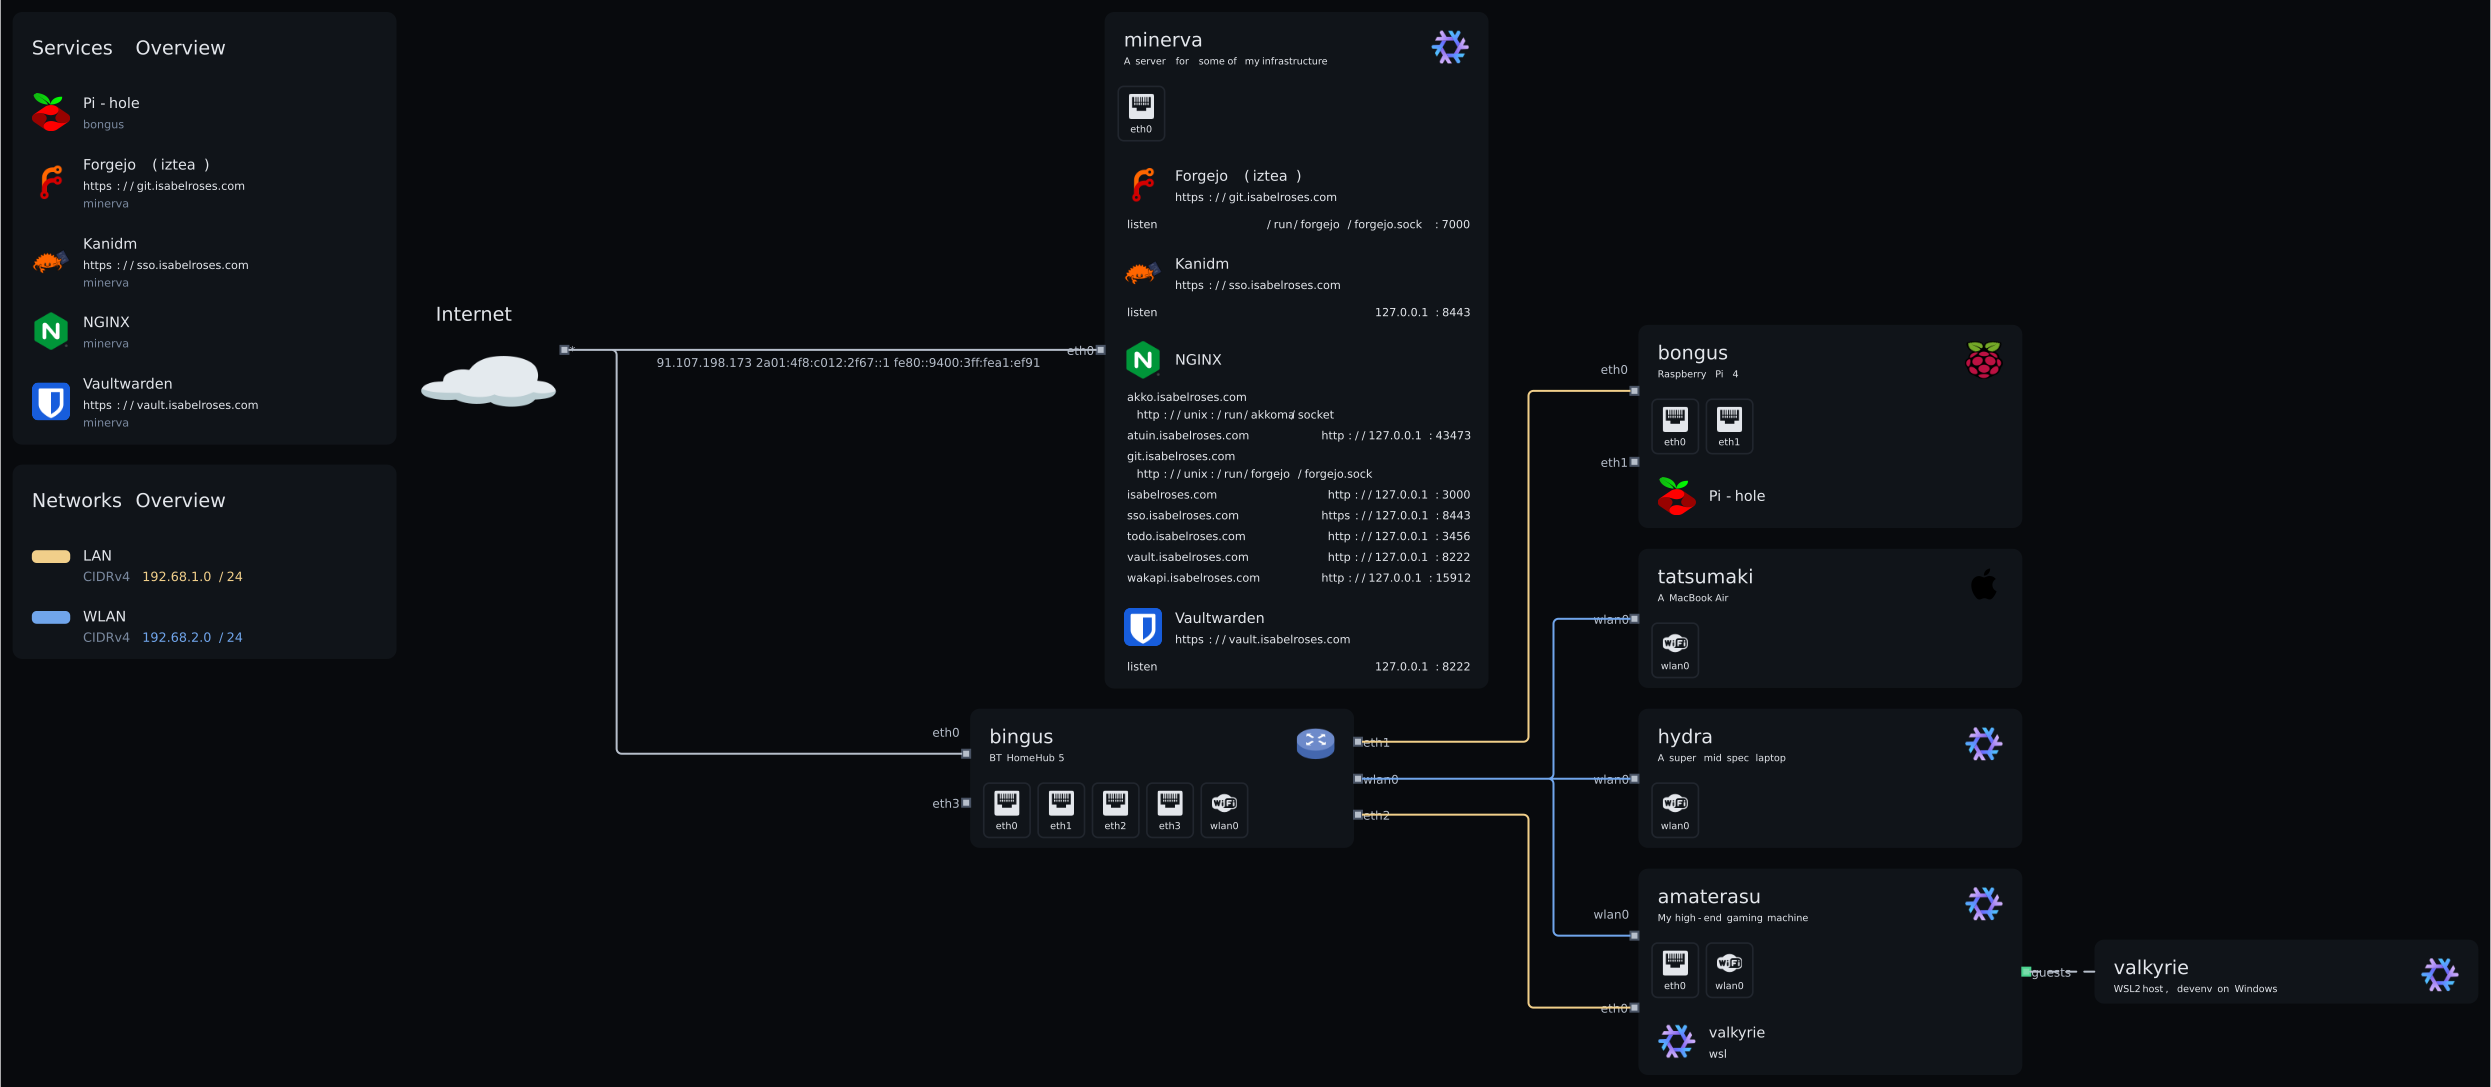 Services Overview
Pi - hole
bongus
Forgejo ( iztea )
https : / / git.isabelroses.com
minerva
Kanidm
https : / / sso.isabelroses.com
minerva
NGINX
minerva
Vaultwarden
https : / / vault.isabelroses.com
minerva
Networks Overview
LAN
CIDRv4 192.68.1.0 / 24
WLAN
CIDRv4 192.68.2.0 / 24
Internet
*
91.107.198.173 2a01:4f8:c012:2f67::1 fe80::9400:3ff:fea1:ef91
eth0
minerva
A server for some of my infrastructure
eth0
Forgejo ( iztea )
https : / / git.isabelroses.com
listen / run / forgejo / forgejo.sock : 7000
Kanidm
https : / / sso.isabelroses.com
listen 127.0.0.1 : 8443
NGINX
akko.isabelroses.com
http : / / unix : / run / akkoma / socket
atuin.isabelroses.com http : / / 127.0.0.1 : 43473
git.isabelroses.com
http : / / unix : / run / forgejo / forgejo.sock
isabelroses.com http : / / 127.0.0.1 : 3000
sso.isabelroses.com https : / / 127.0.0.1 : 8443
todo.isabelroses.com http : / / 127.0.0.1 : 3456
vault.isabelroses.com http : / / 127.0.0.1 : 8222
wakapi.isabelroses.com http : / / 127.0.0.1 : 15912
Vaultwarden
https : / / vault.isabelroses.com
listen 127.0.0.1 : 8222
eth0
eth3
bingus
BT HomeHub 5
eth0 eth1 eth2 eth3 WiFi wlan0
eth1
wlan0
eth2
eth0
eth1
bongus
Raspberry Pi 4
eth0 eth1
Pi - hole
wlan0
tatsumaki
A MacBook Air
WiFi
wlan0
wlan0
hydra
A super mid spec laptop
WiFi
wlan0
wlan0
eth0
amaterasu
My high - end gaming machine
eth0 WiFi wlan0
valkyrie
wsl
guests
valkyrie
WSL2 host , devenv on Windows